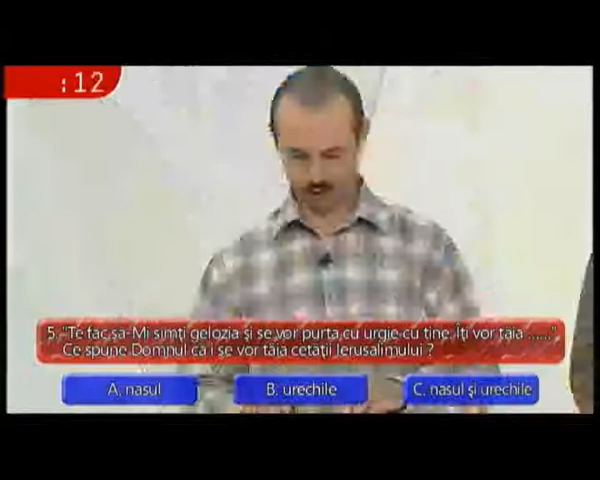 :12
5. "Te fac să-Mi simţi gelozia şi se vor purta cu urgie cu tine. Îţi vor tăia ......"
Ce spune Domnul că i se vor tăia cetăţii Ierusalimului ?
A. nasul
B. urechile
C. nasul şi urechile